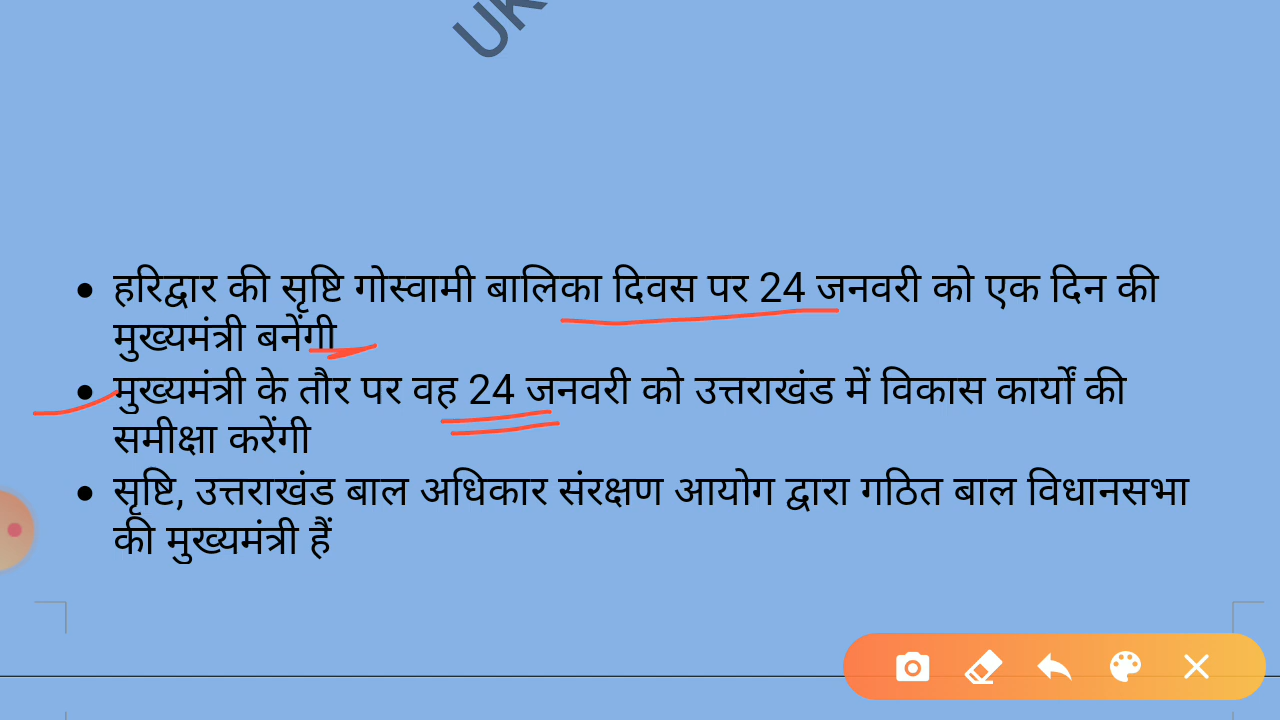 UK
हरिद्वार की सृष्टि गोस्वामी बालिका दिवस पर 24 जनवरी को एक दिन की
मुख्यमंत्री बनेंगी
मुख्यमंत्री के तौर पर वह 24 जनवरी को उत्तराखंड में विकास कार्यों की
समीक्षा करेंगी
सृष्टि, उत्तराखंड बाल अधिकार संरक्षण आयोग द्वारा गठित बाल विधानसभा
की मुख्यमंत्री हैं